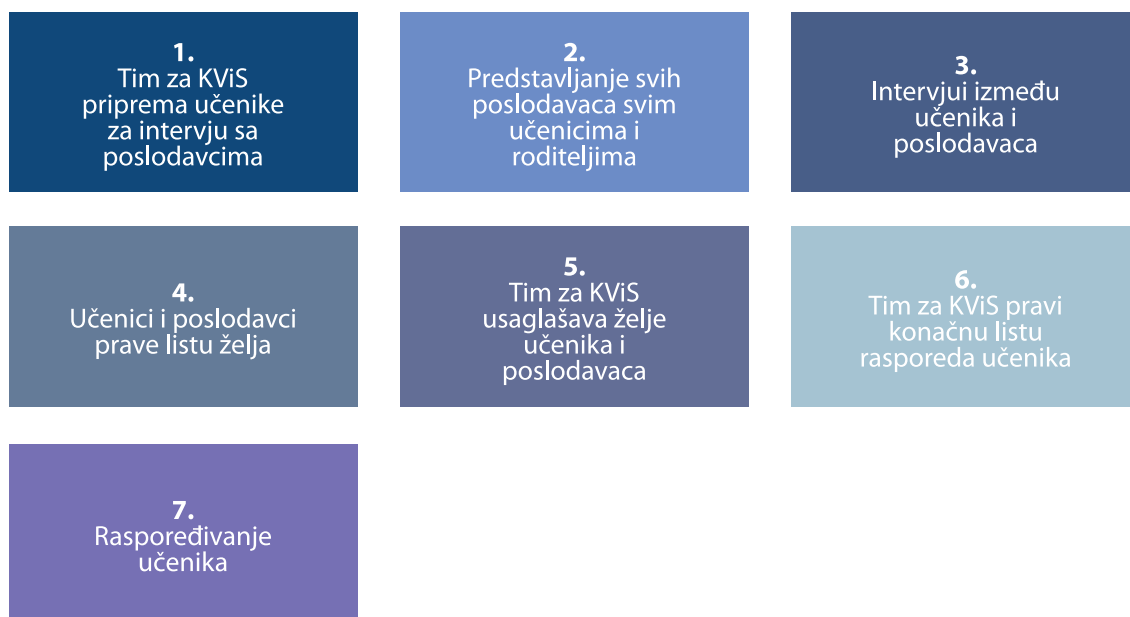 1.
Tim za KViS
priprema učenike
za intervju sa
poslodavcima
2.
Predstavljanje svih
poslodavaca svim
učenicima i
roditeljima
3.
Intervjui između
učenika i
poslodavaca
4.
Učenici i poslodavci
prave listu želja
5.
Tim za KViS
usaglašava želje
učenika i
poslodavaca
6.
Tim za KViS pravi
konačnu listu
rasporeda učenika
7.
Raspoređivanje
učenika